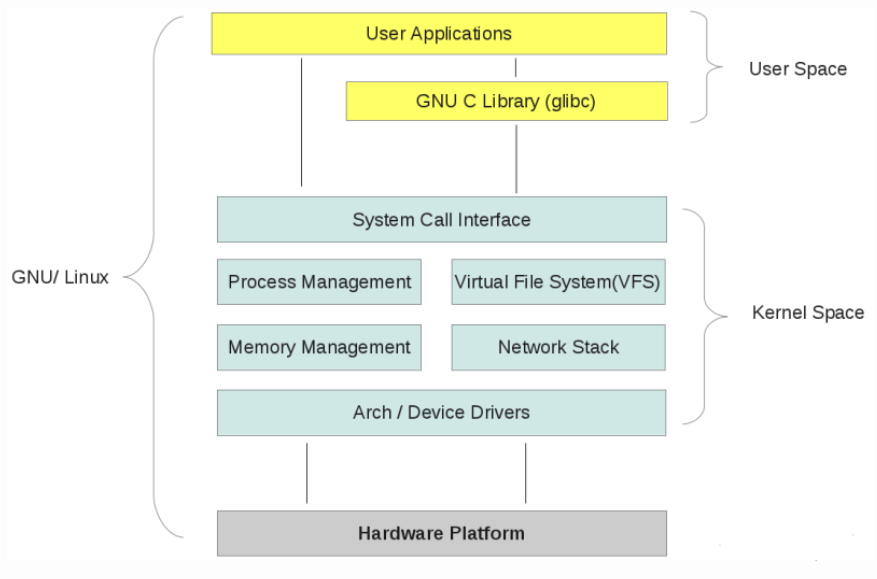 User Applications
User Space
GNU C Library (glibc)
System Call Interface
GNU/ Linux
Process Management
Virtual File System(VFS)
Kernel Space
Memory Management
Network Stack
Arch / Device Drivers
Hardware Platform